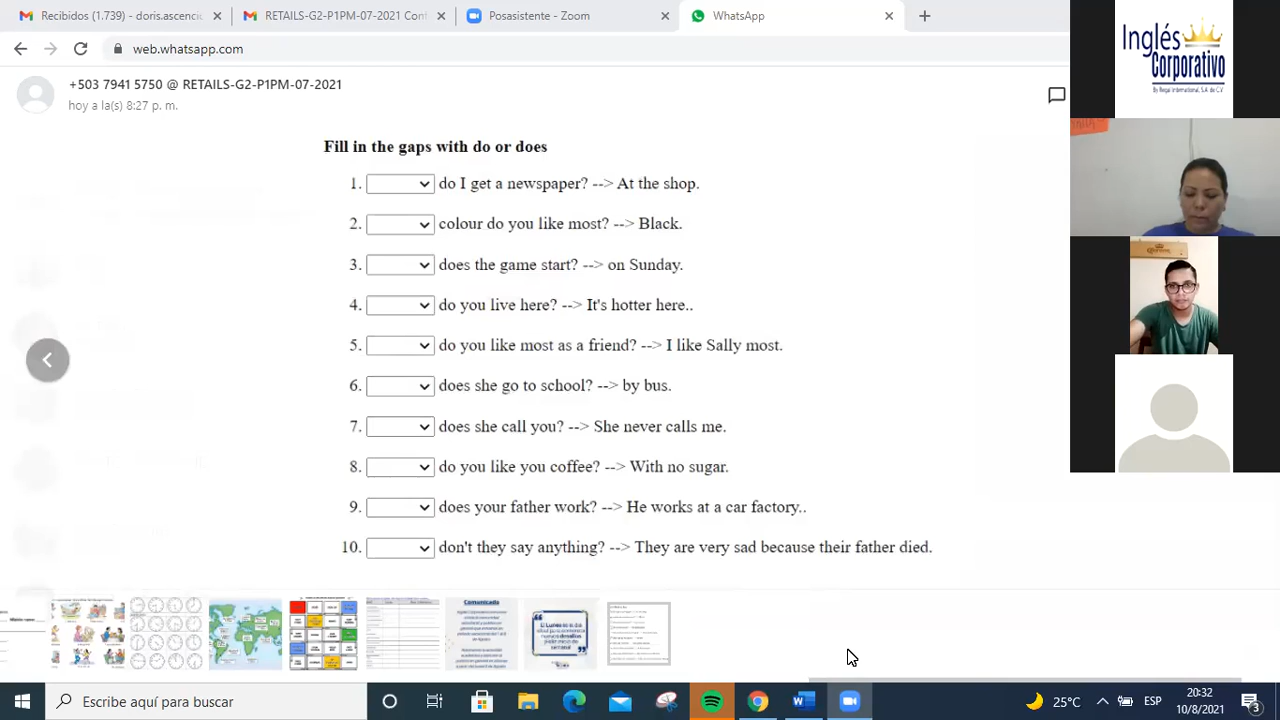 Recibidos (1.739) - doris.ascencio
RETAILS-G2-P1PM-07-2021 Con
Posasistente - Zoom
WhatsApp
web.whatsapp.com
+503 7941 5750 @ RETAILS-G2-P1PM-07-2021
hoy a la(s) 8:27 p. m.
Fill in the gaps with do or does
1. do I get a newspaper? --> At the shop.
2. colour do you like most? --> Black.
3. does the game start? --> on Sunday.
4. do you live here? --> It's hotter here..
5. do you like most as a friend? --> I like Sally most.
6. does she go to school? --> by bus.
7. does she call you? --> She never calls me.
8. do you like you coffee? --> With no sugar.
9. does your father work? --> He works at a car factory..
10. don't they say anything? --> They are very sad because their father died.
Comunicado
Inglés
Corporativo
By Regal International, S.A. de C.V.
Escribe aquí para buscar
25°C
ESP
20:32
10/8/2021
3